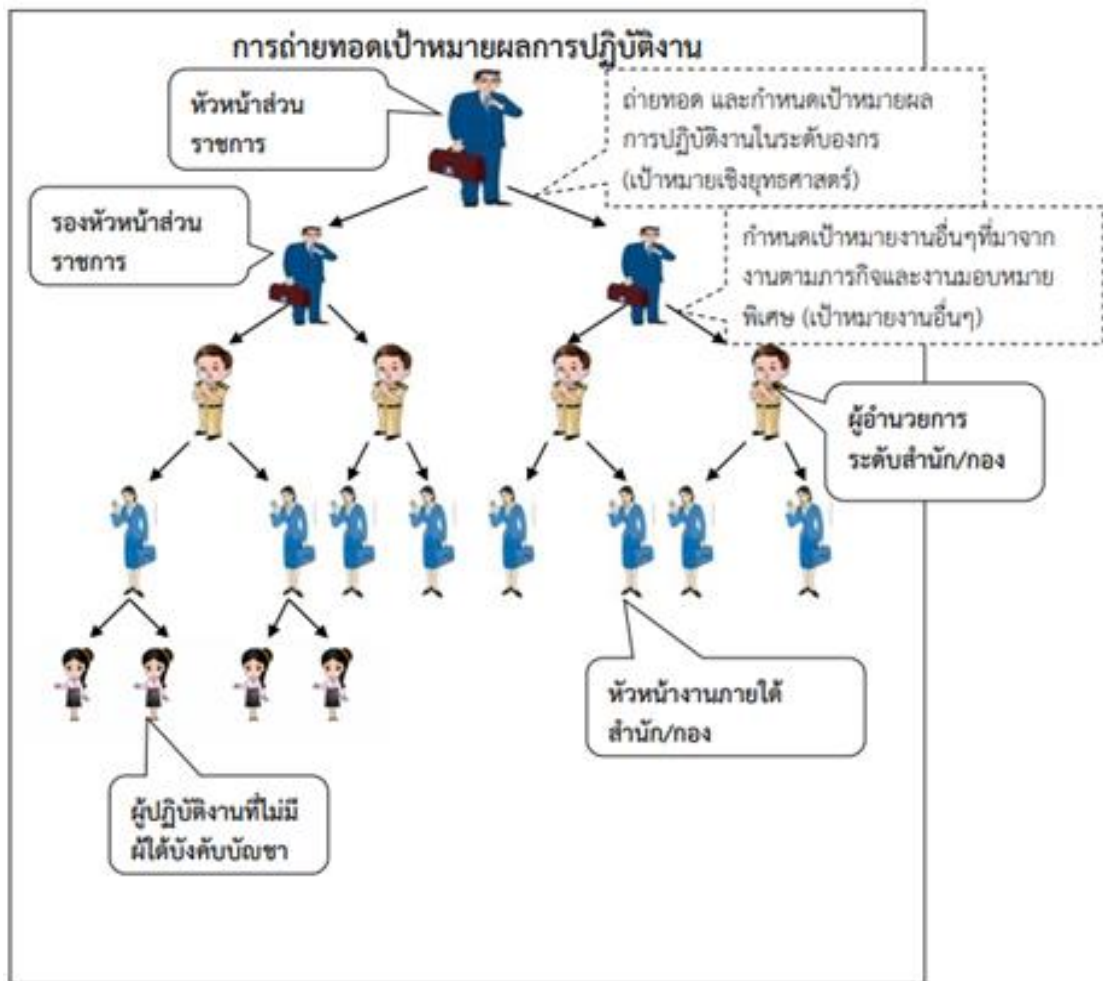 การถ่ายทอดเป้าหมายผลการปฏิบัติงาน
หัวหน้าส่วน
ราชการ
ถ่ายทอด และกำหนดเป้าหมายผล
การปฏิบัติงานในระดับองกร
(เป้าหมายเชิงยุทธศาสตร์)
รองหัวหน้าส่วน
ราชการ
กำหนดเป้าหมายงานอื่นๆที่มาจาก
งานตามภารกิจและงานมอบหมาย
พิเศษ (เป้าหมายงานอื่นๆ)
ผู้อำนวยการ
ระดับสำนัก/กอง
หัวหน้างานภายใต้
สำนัก/กอง
ผู้ปฏิบัติงานที่ไม่มี
ผู้ใต้บังคับบัญชา